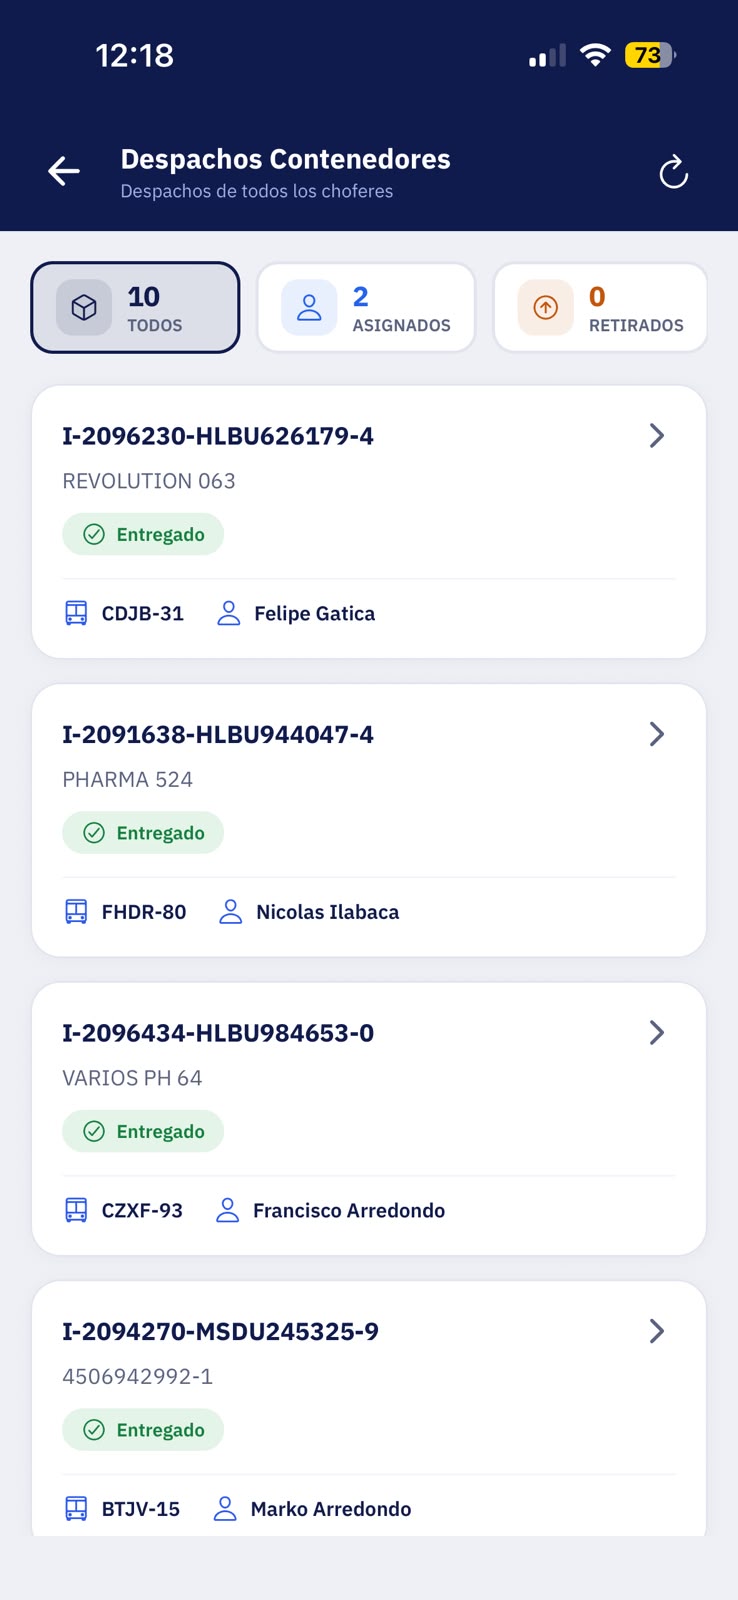 12:18
73
Despachos Contenedores
Despachos de todos los choferes
10
TODOS
2
ASIGNADOS
0
RETIRADOS
I-2096230-HLBU626179-4
REVOLUTION 063
Entregado
CDJB-31 Felipe Gatica
I-2091638-HLBU944047-4
PHARMA 524
Entregado
FHDR-80 Nicolas Ilabaca
I-2096434-HLBU984653-0
VARIOS PH 64
Entregado
CZXF-93 Francisco Arredondo
I-2094270-MSDU245325-9
4506942992-1
Entregado
BTJV-15 Marko Arredondo